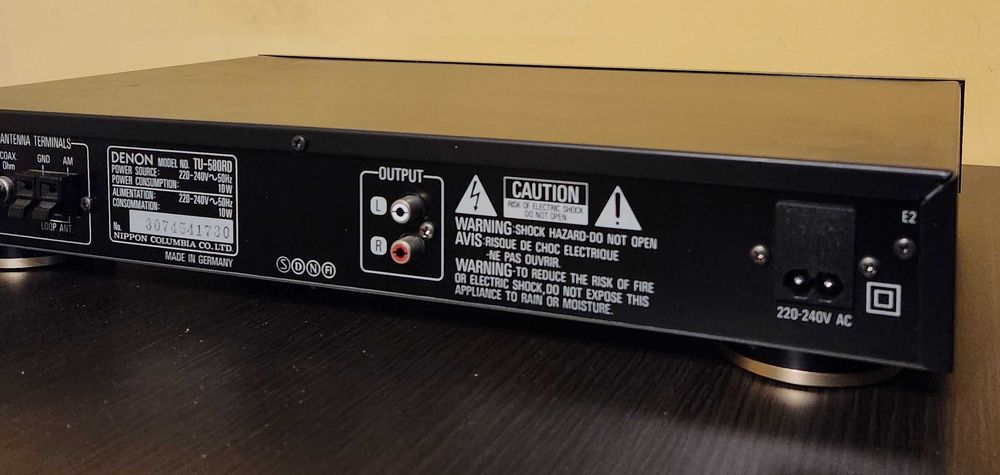 ANTENNA TERMINALS
COAX. GND AM
Ohm
LOOP ANT.
DENON MODEL NO. TU-580RD
POWER SOURCE: 220-240V~50Hz
POWER CONSUMPTION: 10W
ALIMENTATION: 220-240V~50Hz
CONSOMMATION: 10W
No. 3074541730
NIPPON COLUMBIA CO. LTD.
MADE IN GERMANY
S D N FI
OUTPUT
L
R
CAUTION
RISK OF ELECTRIC SHOCK
DO NOT OPEN
WARNING:SHOCK HAZARD-DO NOT OPEN
AVIS:RISQUE DE CHOC ELECTRIQUE
-NE PAS OUVRIR.
WARNING-TO REDUCE THE RISK OF FIRE
OR ELECTRIC SHOCK, DO NOT EXPOSE THIS
APPLIANCE TO RAIN OR MOISTURE.
220-240V AC
E2